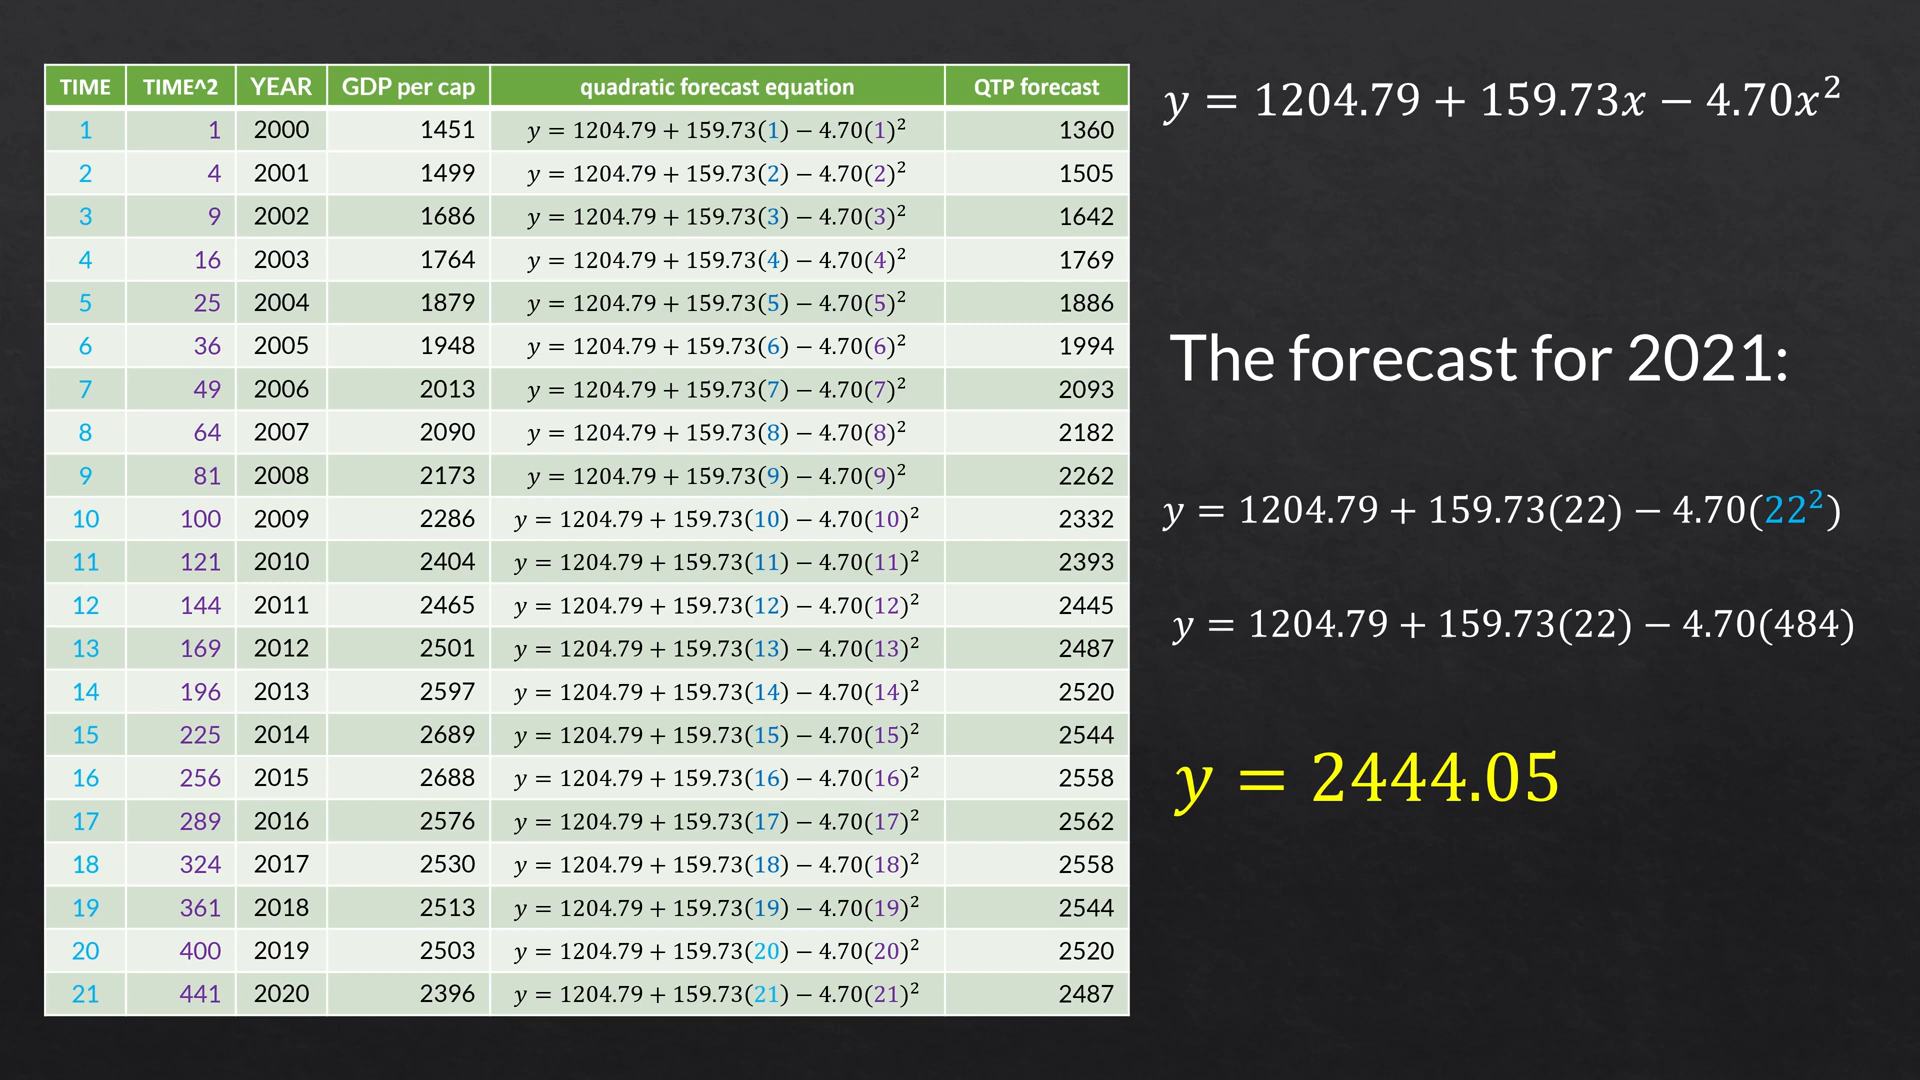 TIME TIME^2 YEAR GDP per cap quadratic forecast equation QTP forecast
1 1 2000 1451 y = 1204.79 + 159.73(1) − 4.70(1)² 1360
2 4 2001 1499 y = 1204.79 + 159.73(2) − 4.70(2)² 1505
3 9 2002 1686 y = 1204.79 + 159.73(3) − 4.70(3)² 1642
4 16 2003 1764 y = 1204.79 + 159.73(4) − 4.70(4)² 1769
5 25 2004 1879 y = 1204.79 + 159.73(5) − 4.70(5)² 1886
6 36 2005 1948 y = 1204.79 + 159.73(6) − 4.70(6)² 1994
7 49 2006 2013 y = 1204.79 + 159.73(7) − 4.70(7)² 2093
8 64 2007 2090 y = 1204.79 + 159.73(8) − 4.70(8)² 2182
9 81 2008 2173 y = 1204.79 + 159.73(9) − 4.70(9)² 2262
10 100 2009 2286 y = 1204.79 + 159.73(10) − 4.70(10)² 2332
11 121 2010 2404 y = 1204.79 + 159.73(11) − 4.70(11)² 2393
12 144 2011 2465 y = 1204.79 + 159.73(12) − 4.70(12)² 2445
13 169 2012 2501 y = 1204.79 + 159.73(13) − 4.70(13)² 2487
14 196 2013 2597 y = 1204.79 + 159.73(14) − 4.70(14)² 2520
15 225 2014 2689 y = 1204.79 + 159.73(15) − 4.70(15)² 2544
16 256 2015 2688 y = 1204.79 + 159.73(16) − 4.70(16)² 2558
17 289 2016 2576 y = 1204.79 + 159.73(17) − 4.70(17)² 2562
18 324 2017 2530 y = 1204.79 + 159.73(18) − 4.70(18)² 2558
19 361 2018 2513 y = 1204.79 + 159.73(19) − 4.70(19)² 2544
20 400 2019 2503 y = 1204.79 + 159.73(20) − 4.70(20)² 2520
21 441 2020 2396 y = 1204.79 + 159.73(21) − 4.70(21)² 2487
y = 1204.79 + 159.73x − 4.70x²
The forecast for 2021:
y = 1204.79 + 159.73(22) − 4.70(22²)
y = 1204.79 + 159.73(22) − 4.70(484)
y = 2444.05